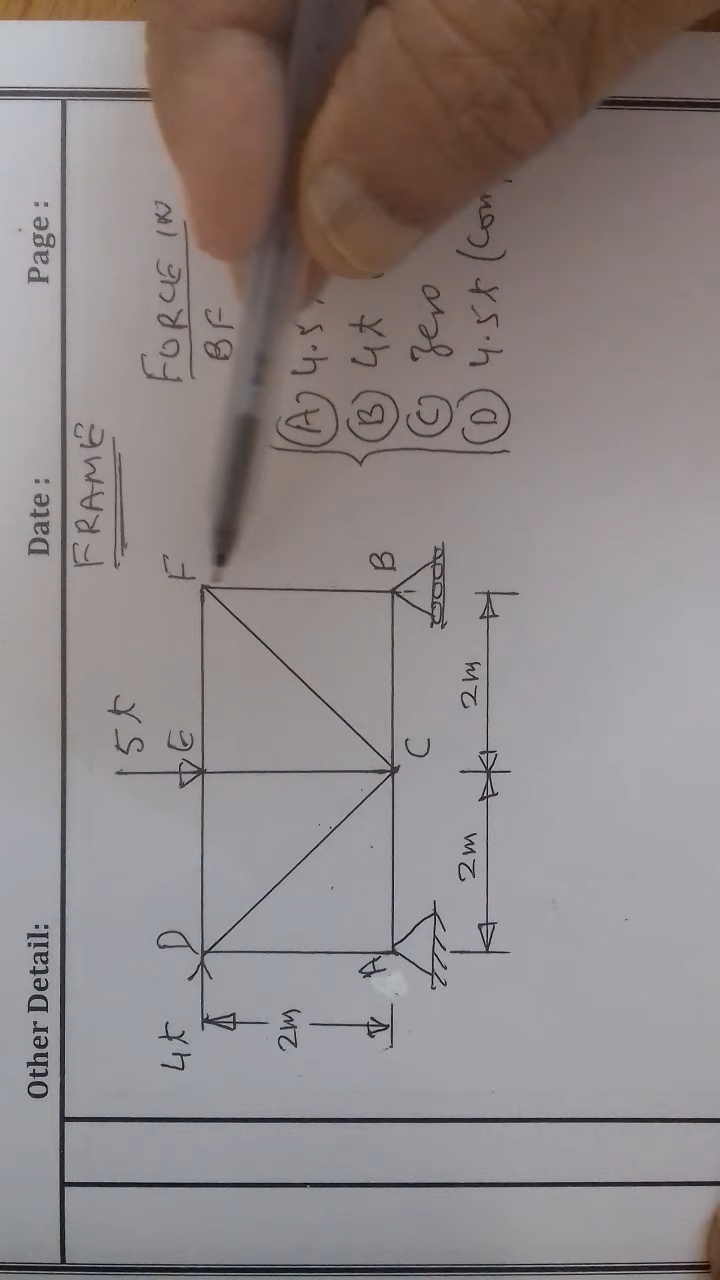 Other Detail:
Date :
Page :
FRAME
FORCE IN
BF
4t
5t
D
E
F
A
C
B
2m
2m
2m
(A) 4.5
(B) 4t
(C) zero
(D) 4.5t (Com